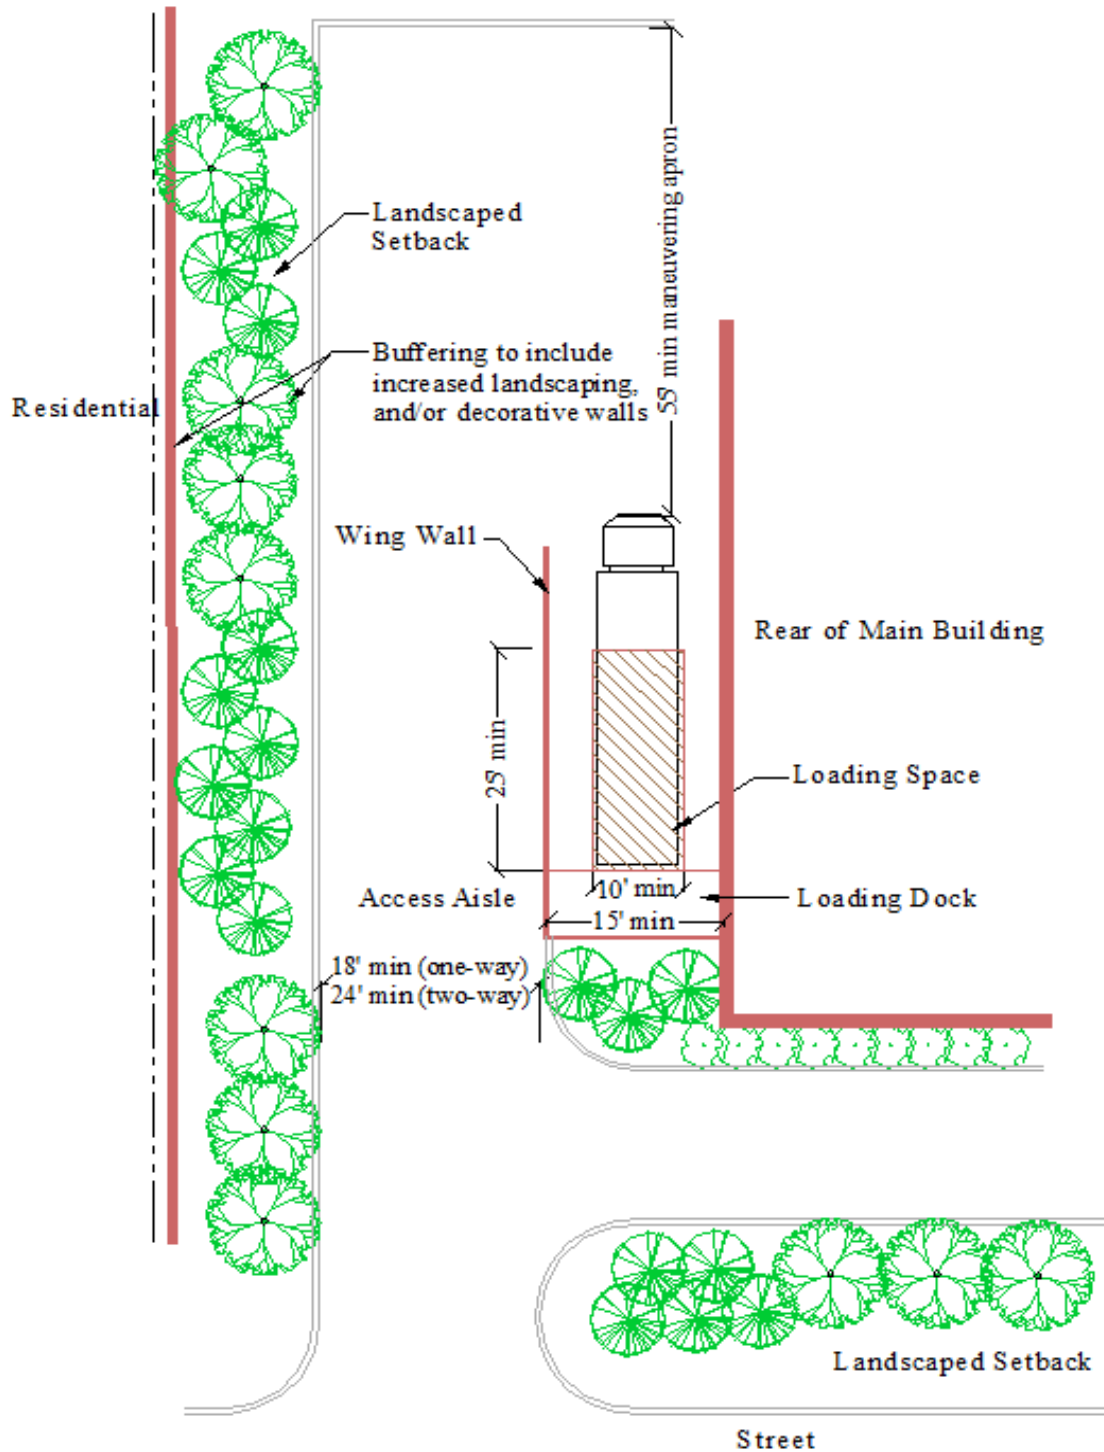 55' min maneuvering apron
Landscaped
Setback
Buffering to include
increased landscaping,
and/or decorative walls
Residential
Wing Wall
Rear of Main Building
25' min
Loading Space
10' min
Access Aisle
Loading Dock
15' min
18' min (one-way)
24' min (two-way)
Landscaped Setback
Street